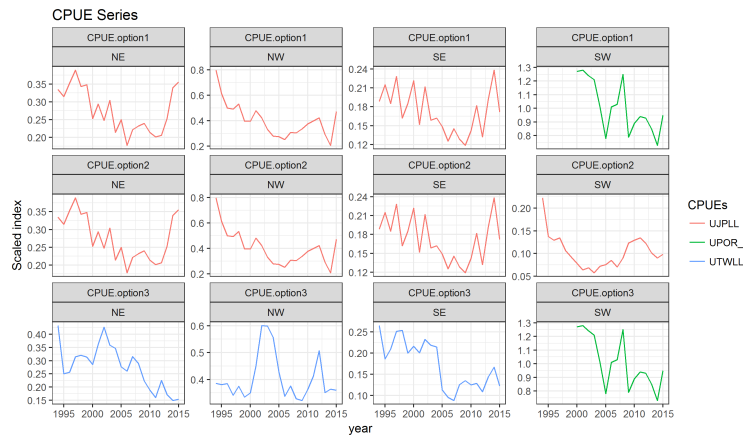 CPUE Series
CPUE.option1 CPUE.option1 CPUE.option1 CPUE.option1
NE NW SE SW
0.35 0.30 0.25 0.20
0.8 0.6 0.4 0.2
0.24 0.21 0.18 0.15 0.12
1.3 1.2 1.1 1.0 0.9 0.8
CPUE.option2 CPUE.option2 CPUE.option2 CPUE.option2
NE NW SE SW
0.35 0.30 0.25 0.20
0.8 0.6 0.4 0.2
0.24 0.21 0.18 0.15 0.12
0.20 0.15 0.10 0.05
CPUE.option3 CPUE.option3 CPUE.option3 CPUE.option3
NE NW SE SW
0.40 0.35 0.30 0.25 0.20 0.15
0.6 0.5 0.4
0.25 0.20 0.15 0.10
1.3 1.2 1.1 1.0 0.9 0.8
1995 2000 2005 2010 2015 1995 2000 2005 2010 2015 1995 2000 2005 2010 2015 1995 2000 2005 2010 2015
year
Scaled index
CPUEs
UJPLL
UPOR_
UTWLL